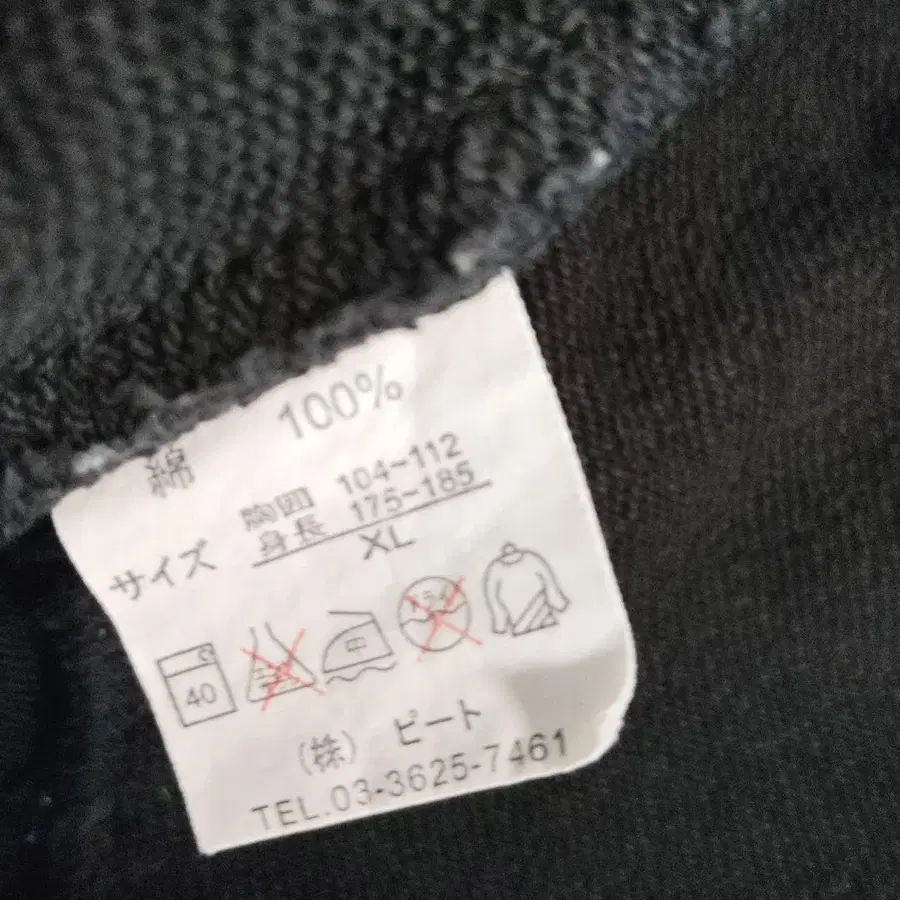 綿 100%
胸囲 104-112
身長 175-185
サイズ XL
40 中
(株) ピート
TEL.03-3625-7461